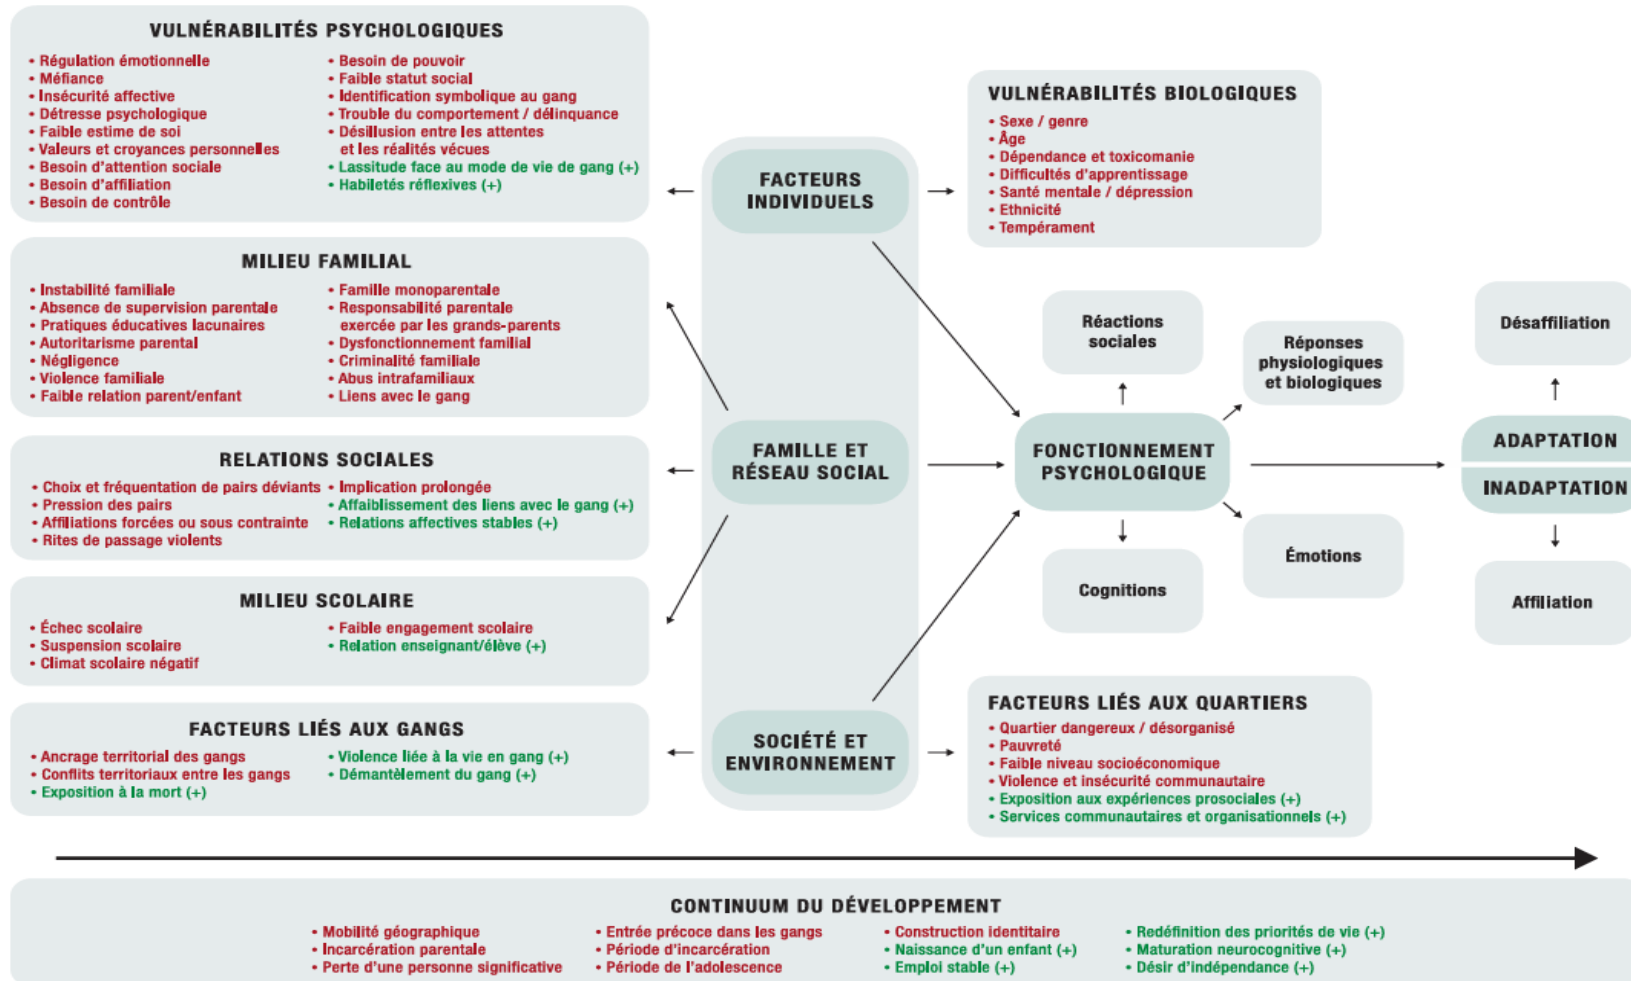 VULNÉRABILITÉS PSYCHOLOGIQUES
• Régulation émotionnelle
• Méfiance
• Insécurité affective
• Détresse psychologique
• Faible estime de soi
• Valeurs et croyances personnelles
• Besoin d'attention sociale
• Besoin d'affiliation
• Besoin de contrôle
• Besoin de pouvoir
• Faible statut social
• Identification symbolique au gang
• Trouble du comportement / délinquance
• Désillusion entre les attentes
et les réalités vécues
• Lassitude face au mode de vie de gang (+)
• Habiletés réflexives (+)
MILIEU FAMILIAL
• Instabilité familiale
• Absence de supervision parentale
• Pratiques éducatives lacunaires
• Autoritarisme parental
• Négligence
• Violence familiale
• Faible relation parent/enfant
• Famille monoparentale
• Responsabilité parentale
exercée par les grands-parents
• Dysfonctionnement familial
• Criminalité familiale
• Abus intrafamiliaux
• Liens avec le gang
RELATIONS SOCIALES
• Choix et fréquentation de pairs déviants
• Pression des pairs
• Affiliations forcées ou sous contrainte
• Rites de passage violents
• Implication prolongée
• Affaiblissement des liens avec le gang (+)
• Relations affectives stables (+)
MILIEU SCOLAIRE
• Échec scolaire
• Suspension scolaire
• Climat scolaire négatif
• Faible engagement scolaire
• Relation enseignant/élève (+)
FACTEURS LIÉS AUX GANGS
• Ancrage territorial des gangs
• Conflits territoriaux entre les gangs
• Exposition à la mort (+)
• Violence liée à la vie en gang (+)
• Démantèlement du gang (+)
FACTEURS
INDIVIDUELS
FAMILLE ET
RÉSEAU SOCIAL
SOCIÉTÉ ET
ENVIRONNEMENT
VULNÉRABILITÉS BIOLOGIQUES
• Sexe / genre
• Âge
• Dépendance et toxicomanie
• Difficultés d'apprentissage
• Santé mentale / dépression
• Ethnicité
• Tempérament
Réactions
sociales
Réponses
physiologiques
et biologiques
FONCTIONNEMENT
PSYCHOLOGIQUE
Cognitions
Émotions
Désaffiliation
ADAPTATION
INADAPTATION
Affiliation
FACTEURS LIÉS AUX QUARTIERS
• Quartier dangereux / désorganisé
• Pauvreté
• Faible niveau socioéconomique
• Violence et insécurité communautaire
• Exposition aux expériences prosociales (+)
• Services communautaires et organisationnels (+)
CONTINUUM DU DÉVELOPPEMENT
• Mobilité géographique
• Incarcération parentale
• Perte d'une personne significative
• Entrée précoce dans les gangs
• Période d'incarcération
• Période de l'adolescence
• Construction identitaire
• Naissance d'un enfant (+)
• Emploi stable (+)
• Redéfinition des priorités de vie (+)
• Maturation neurocognitive (+)
• Désir d'indépendance (+)